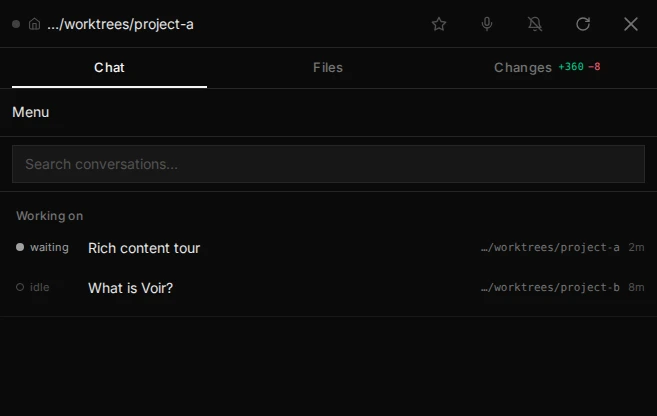 .../worktrees/project-a
Chat Files Changes +360 −8
Menu
Search conversations...
Working on
waiting Rich content tour …/worktrees/project-a 2m
idle What is Voir? …/worktrees/project-b 8m